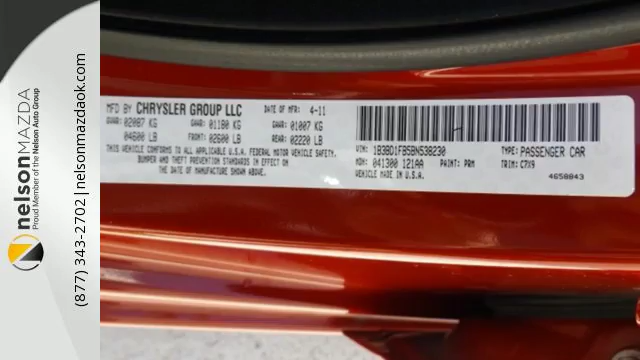 nelson MAZDA
Proud Member of the Nelson Auto Group
(877) 343-2702 | nelsonmazdaok.com
MFD BY CHRYSLER GROUP LLC DATE OF MFR: 4-11
GVWR: 02087 KG GAWR: 01180 KG GAWR: 01007 KG
04600 LB FRONT: 02600 LB REAR: 02220 LB
THIS VEHICLE CONFORMS TO ALL APPLICABLE U.S.A. FEDERAL MOTOR VEHICLE SAFETY,
BUMPER AND THEFT PREVENTION STANDARDS IN EFFECT ON
THE DATE OF MANUFACTURE SHOWN ABOVE.
VIN: 1B3BD1FB5BN538230 TYPE: PASSENGER CAR
MDH: 041300 121AA PAINT: PRM TRIM: C7X9
VEHICLE MADE IN U.S.A. 4658843